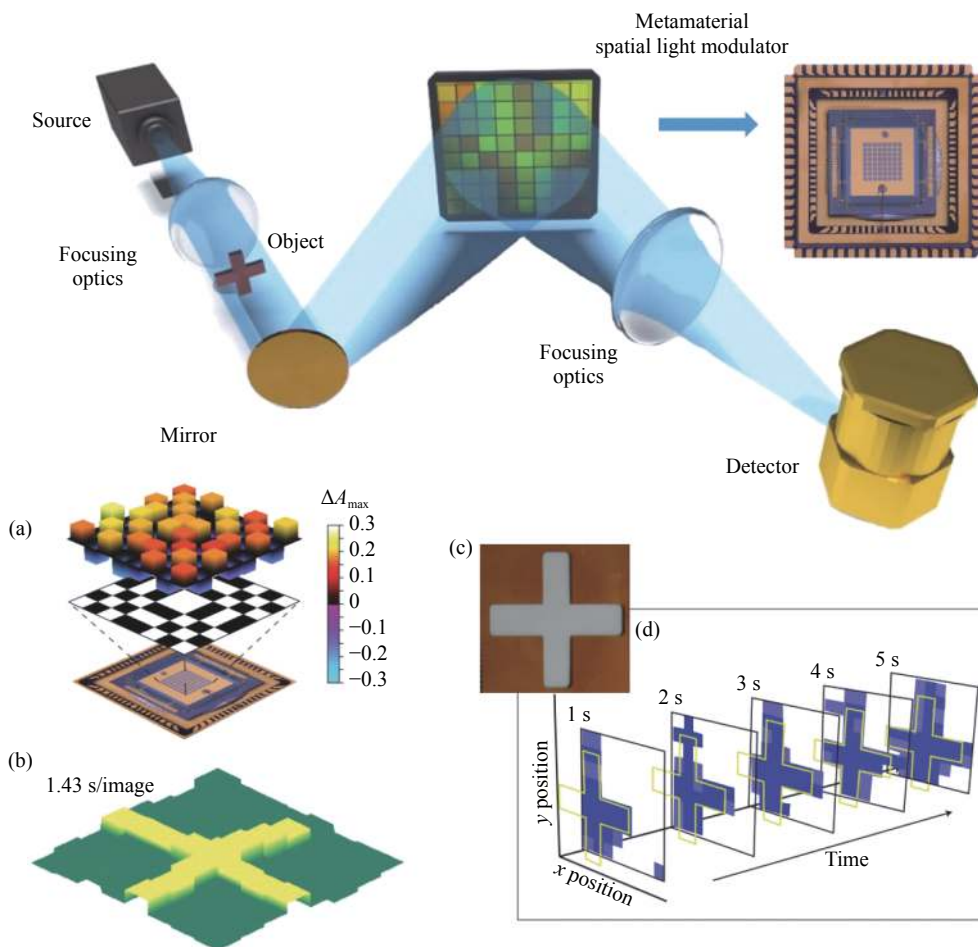 Metamaterial
spatial light modulator
Source
Focusing
optics
Object
Mirror
Focusing
optics
Detector
(a)
ΔAmax
0.3
0.2
0.1
0
−0.1
−0.2
−0.3
(b)
1.43 s/image
(c)
(d)
1 s
2 s
3 s
4 s
5 s
y position
x position
Time